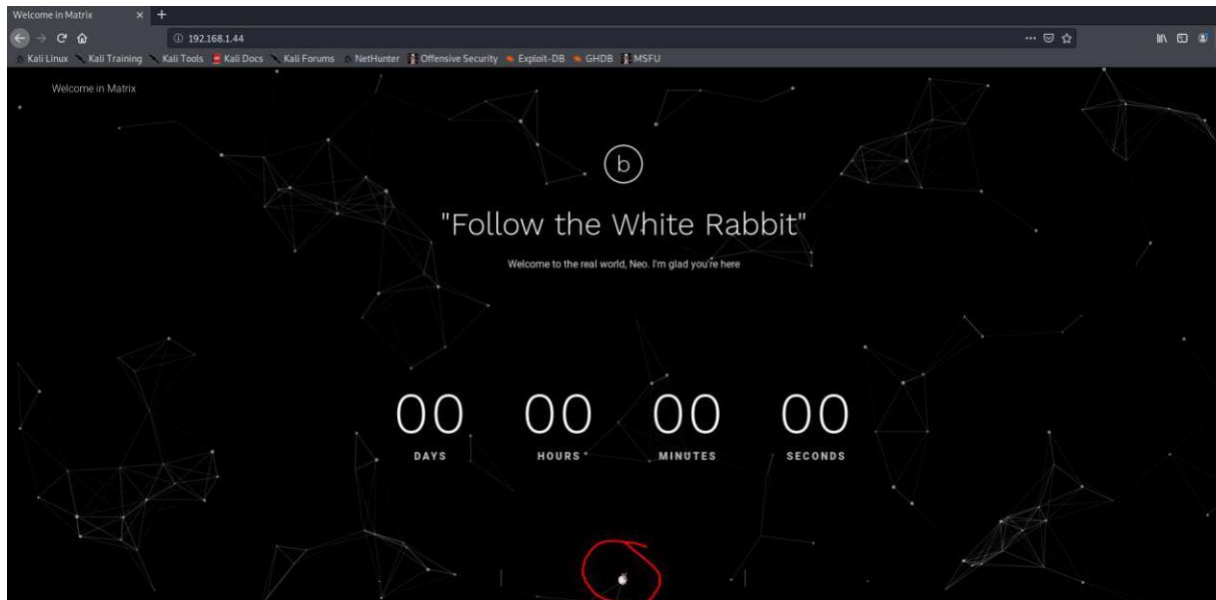 Welcome in Matrix
192.168.1.44
Kali Linux Kali Training Kali Tools Kali Docs Kali Forums NetHunter Offensive Security Exploit-DB GHDB MSFU
Welcome in Matrix
b
"Follow the White Rabbit"
Welcome to the real world, Neo. I'm glad you're here
00 00 00 00
DAYS HOURS MINUTES SECONDS